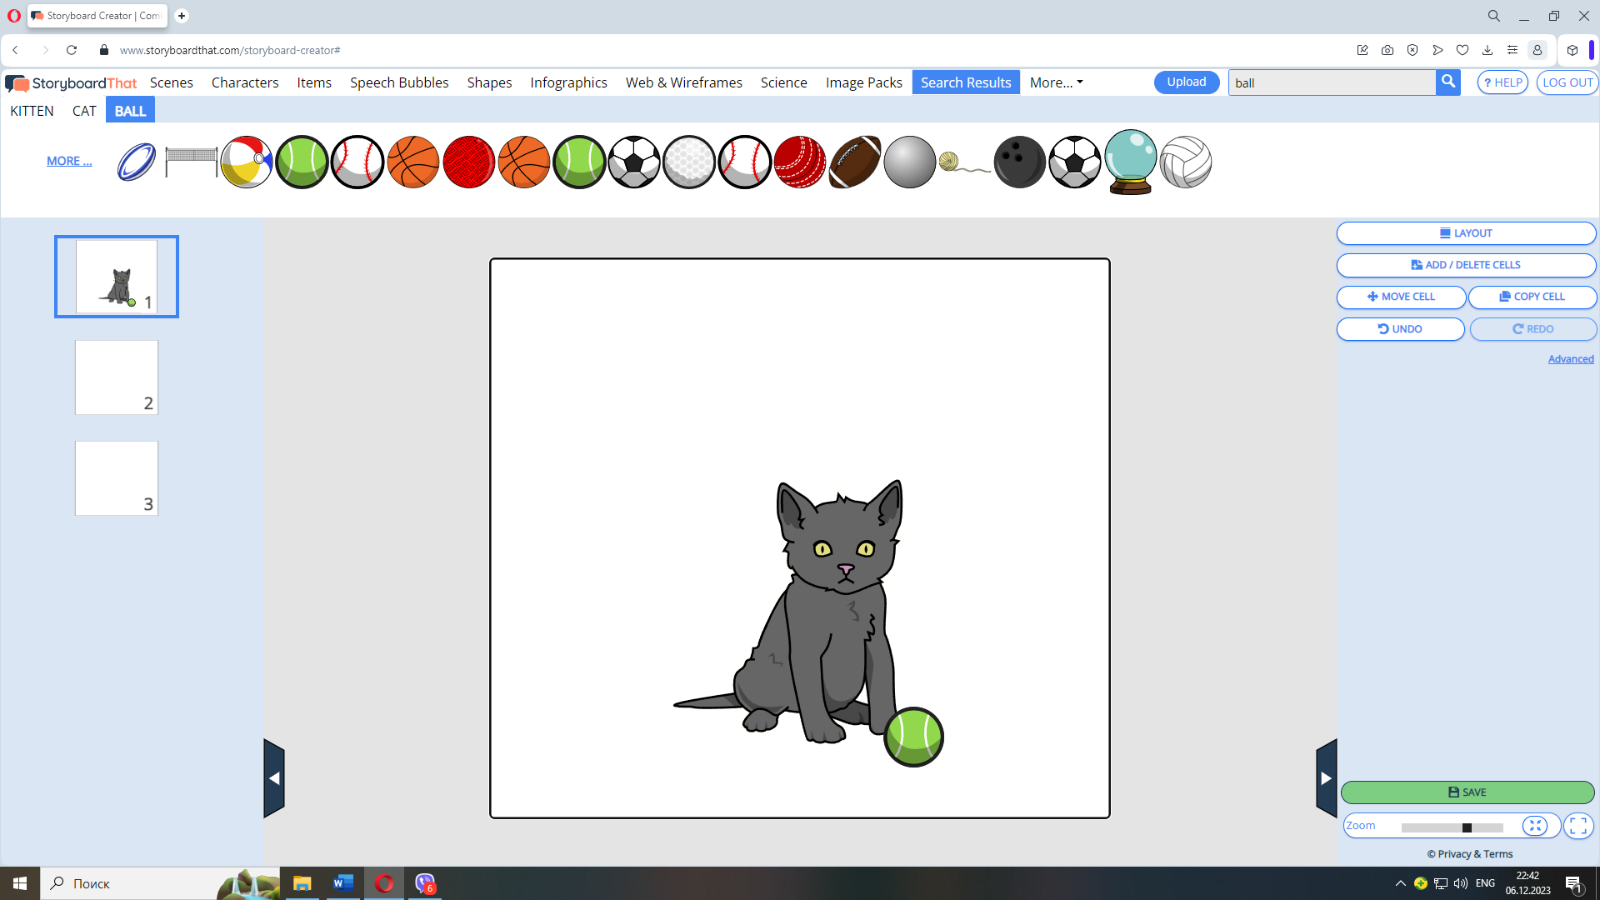 Storyboard Creator | Com
www.storyboardthat.com/storyboard-creator#
StoryboardThat Scenes Characters Items Speech Bubbles Shapes Infographics Web & Wireframes Science Image Packs Search Results More... Upload ball ? HELP LOG OUT
KITTEN CAT BALL
MORE ...
1
2
3
LAYOUT
ADD / DELETE CELLS
MOVE CELL COPY CELL
UNDO REDO
Advanced
SAVE
Zoom
© Privacy & Terms
Поиск
W
6
ENG
22:42
06.12.2023
1